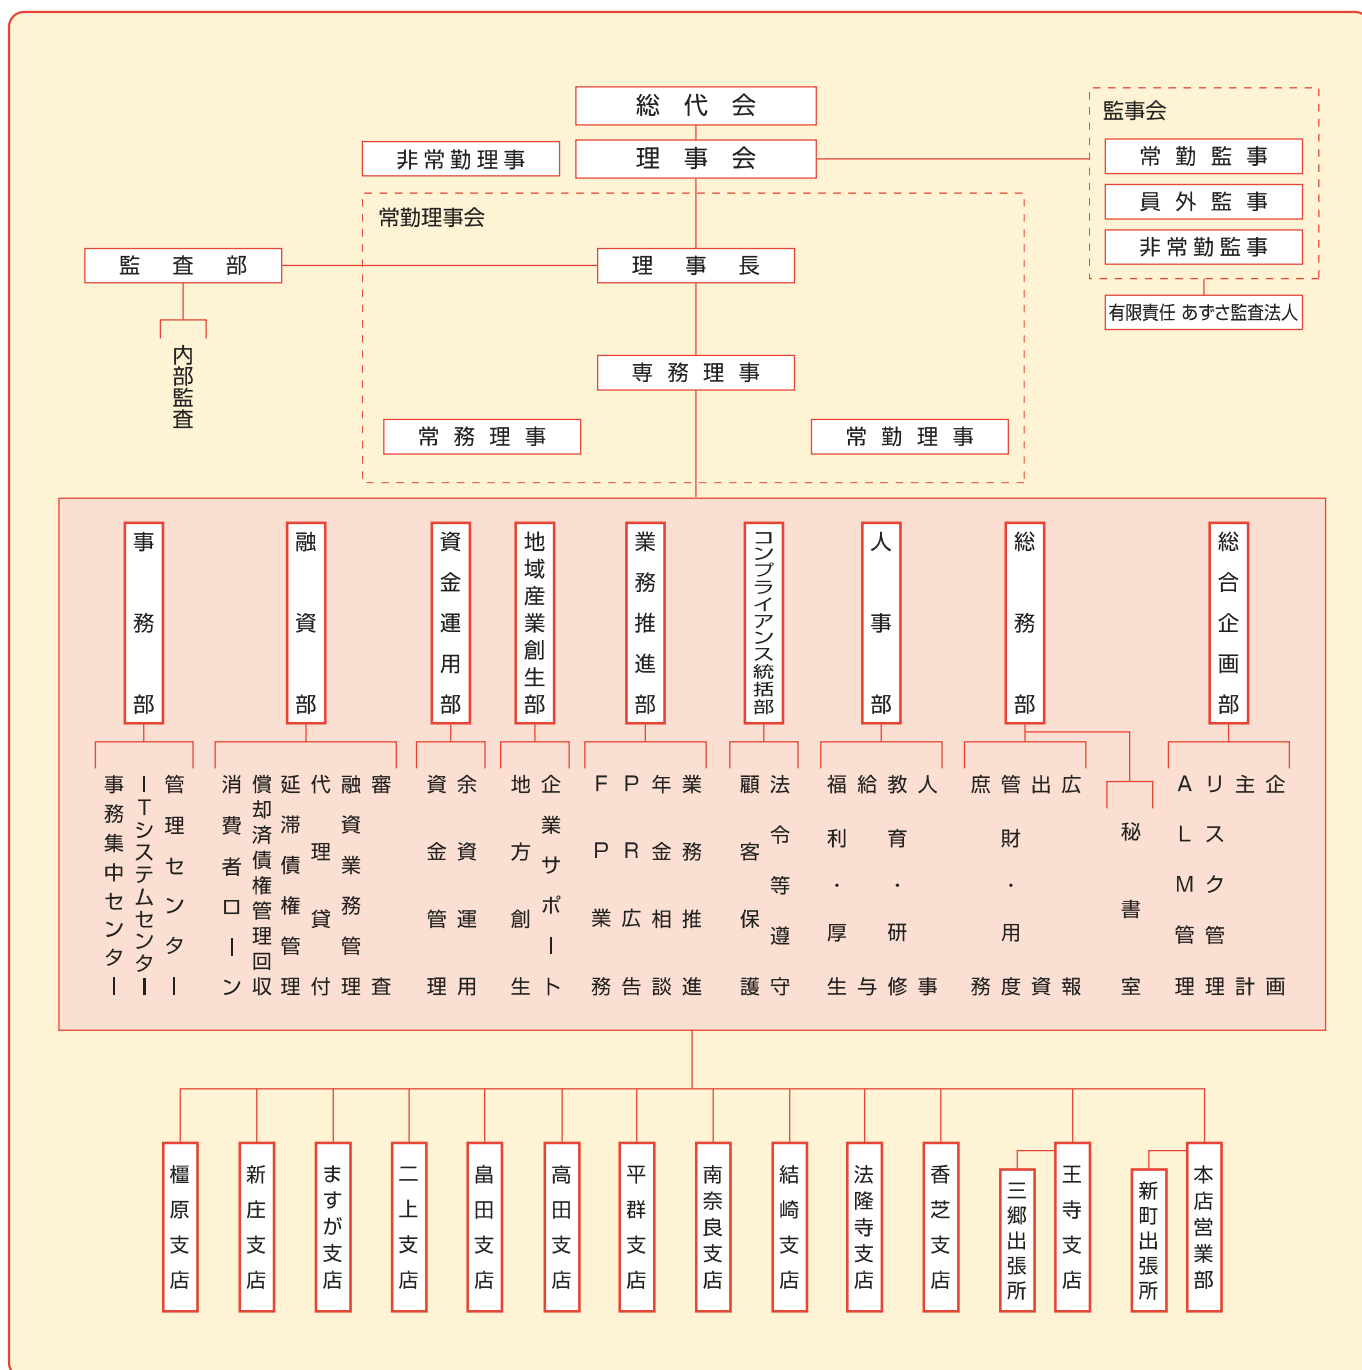 総代会
理事会
非常勤理事
監事会
常勤監事
員外監事
非常勤監事
有限責任 あずさ監査法人
常勤理事会
理事長
監査部
内部監査
専務理事
常務理事
常勤理事
総合企画部
企画
主計
リスク管理
ALM管理
総務部
秘書室
広報
出資
管財・用度
庶務
人事部
人事
教育・研修
給与
福利・厚生
コンプライアンス統括部
法令等遵守
顧客保護
業務推進部
業務推進
年金相談
PR広告
FP業務
地域産業創生部
企業サポート
地方創生
資金運用部
余資運用
資金管理
融資部
審査
融資業務管理
代理貸付
延滞債権管理
償却済債権管理回収
消費者ローン
事務部
管理センター
ITシステムセンター
事務集中センター
本店営業部
新町出張所
王寺支店
三郷出張所
香芝支店
法隆寺支店
結崎支店
南奈良支店
平群支店
高田支店
畠田支店
二上支店
ますが支店
新庄支店
橿原支店